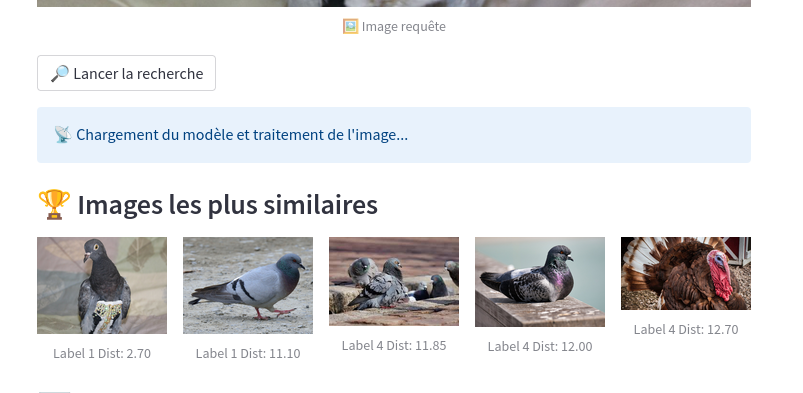 🖼️ Image requête
🔎 Lancer la recherche
📡 Chargement du modèle et traitement de l'image...
🏆 Images les plus similaires
Label 1 Dist: 2.70
Label 1 Dist: 11.10
Label 4 Dist: 11.85
Label 4 Dist: 12.00
Label 4 Dist: 12.70